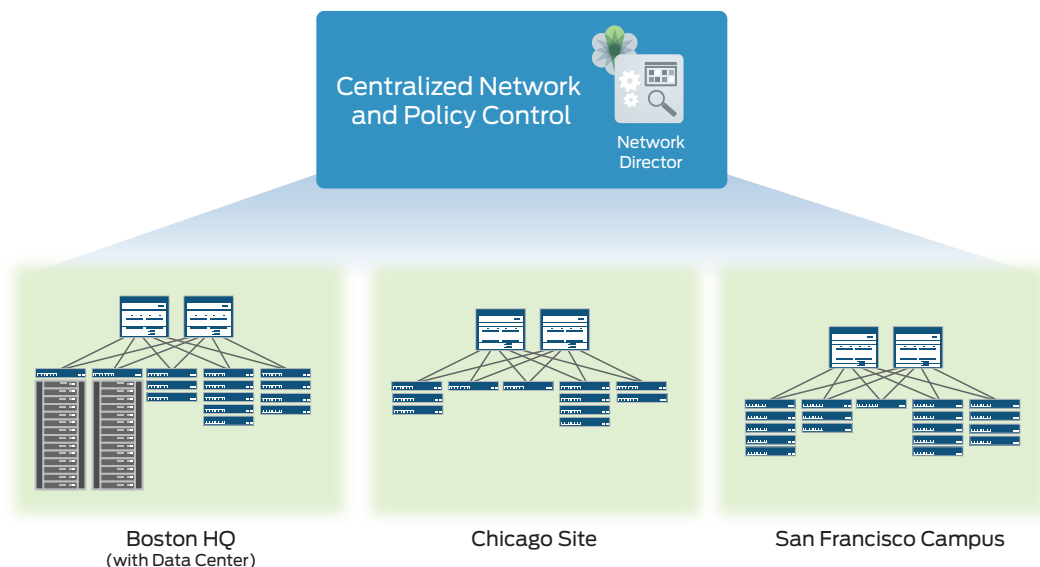 Centralized Network
and Policy Control
Network
Director
Boston HQ
(with Data Center)
Chicago Site
San Francisco Campus